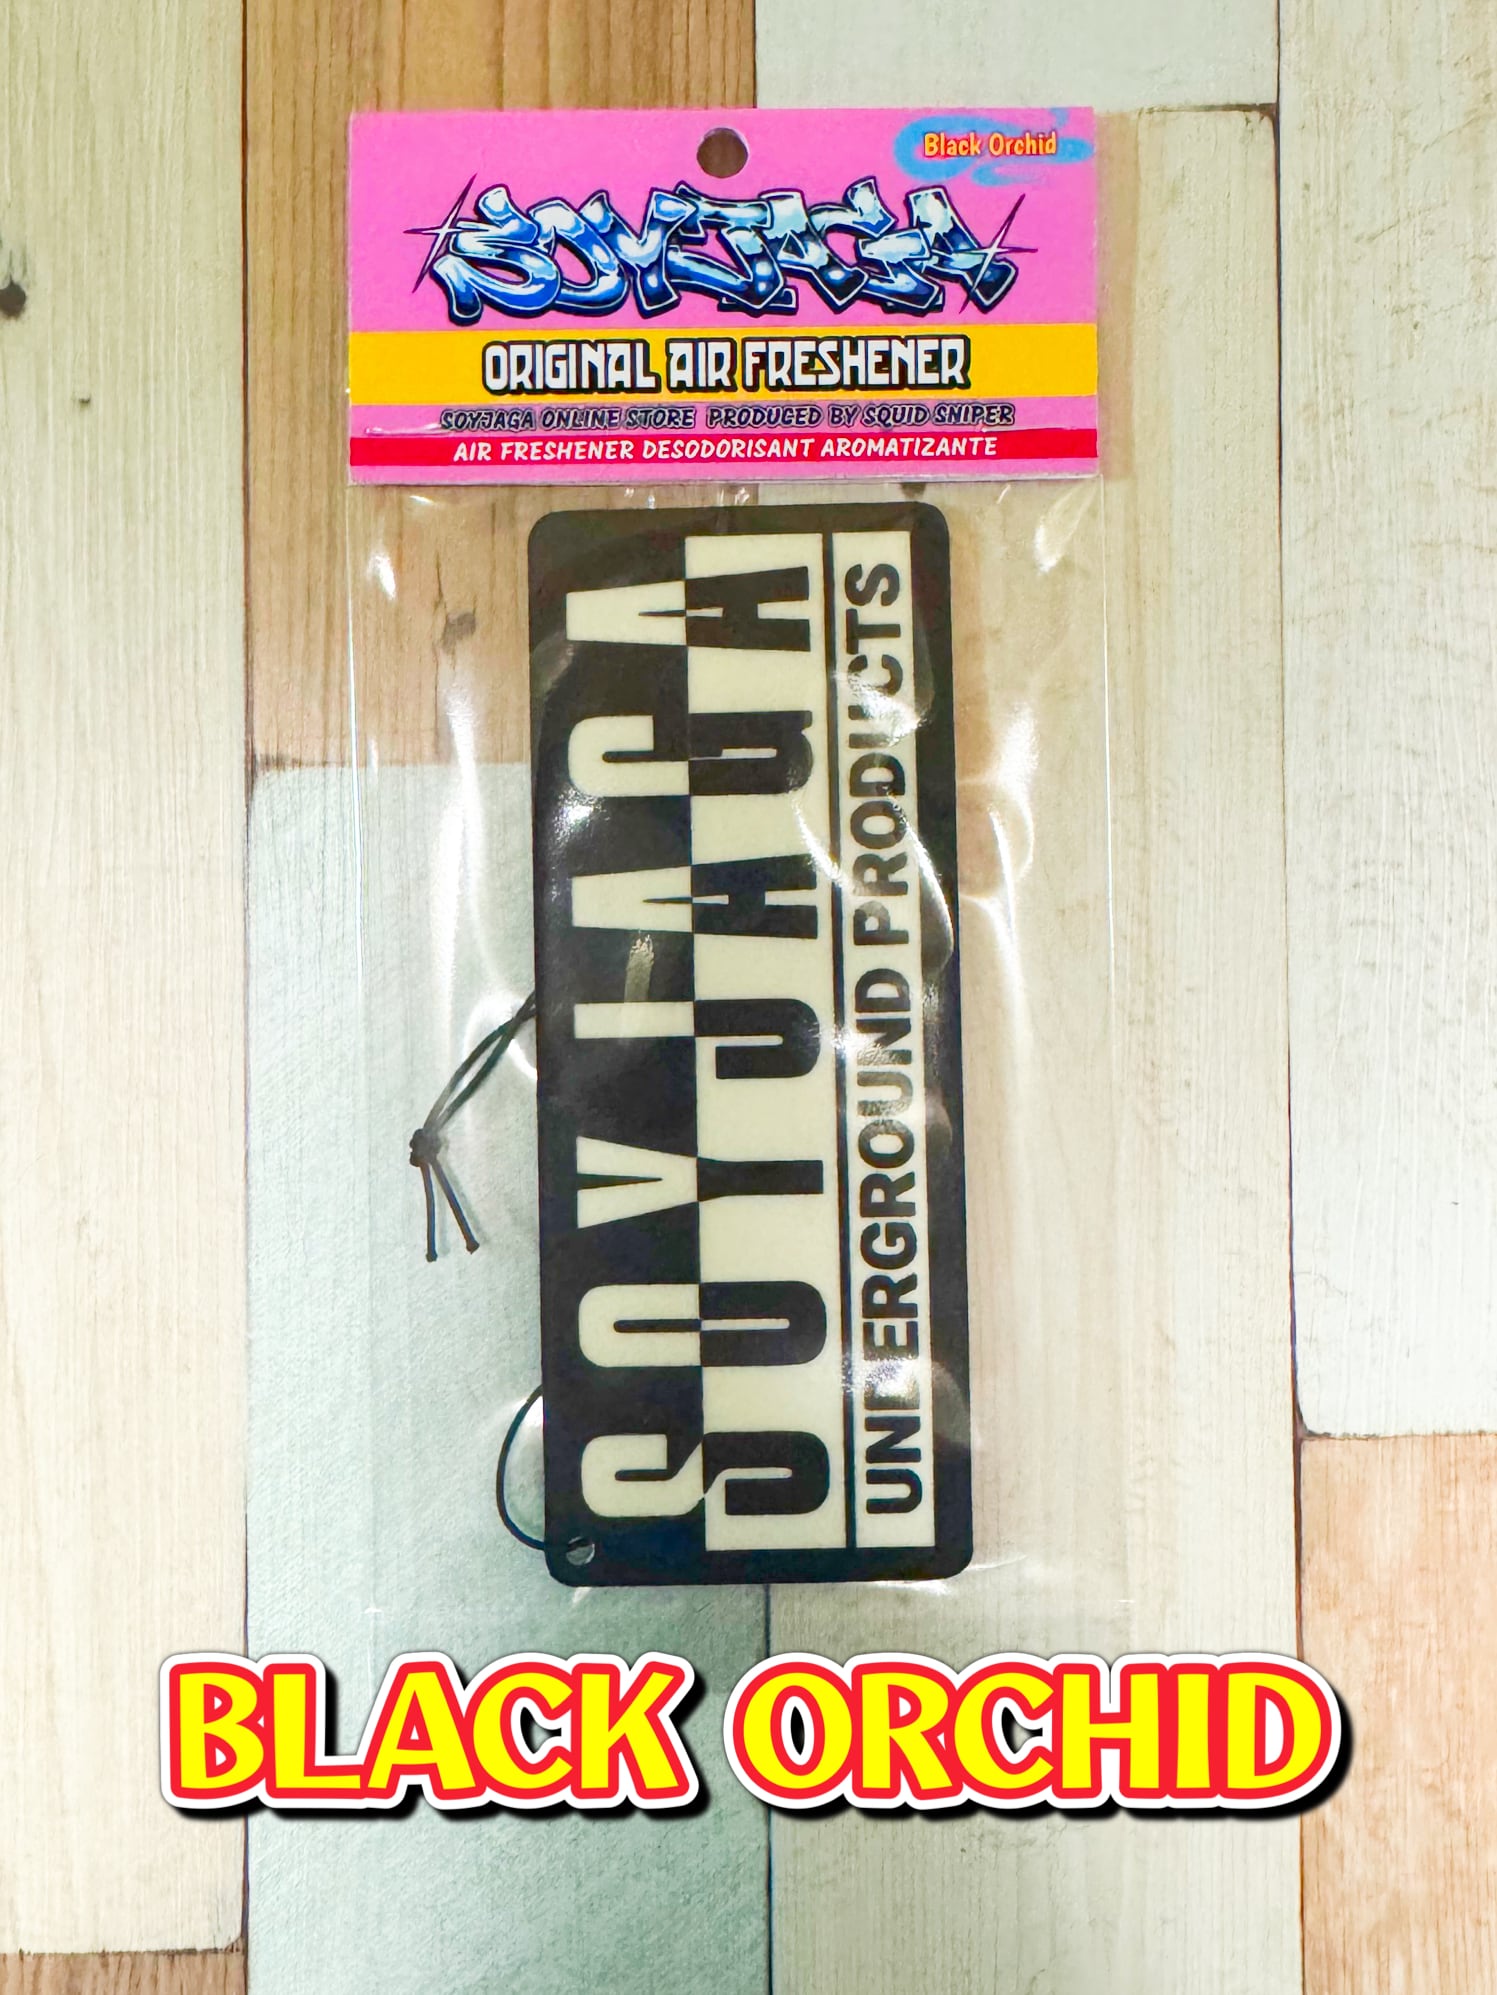 Black Orchid
SOYJAGA
ORIGINAL AIR FRESHENER
SOYJAGA ONLINE STORE PRODUCED BY SQUID SNIPER
AIR FRESHENER DESODORISANT AROMATIZANTE
SOYJAGA
UNDERGROUND PRODUCTS
BLACK ORCHID